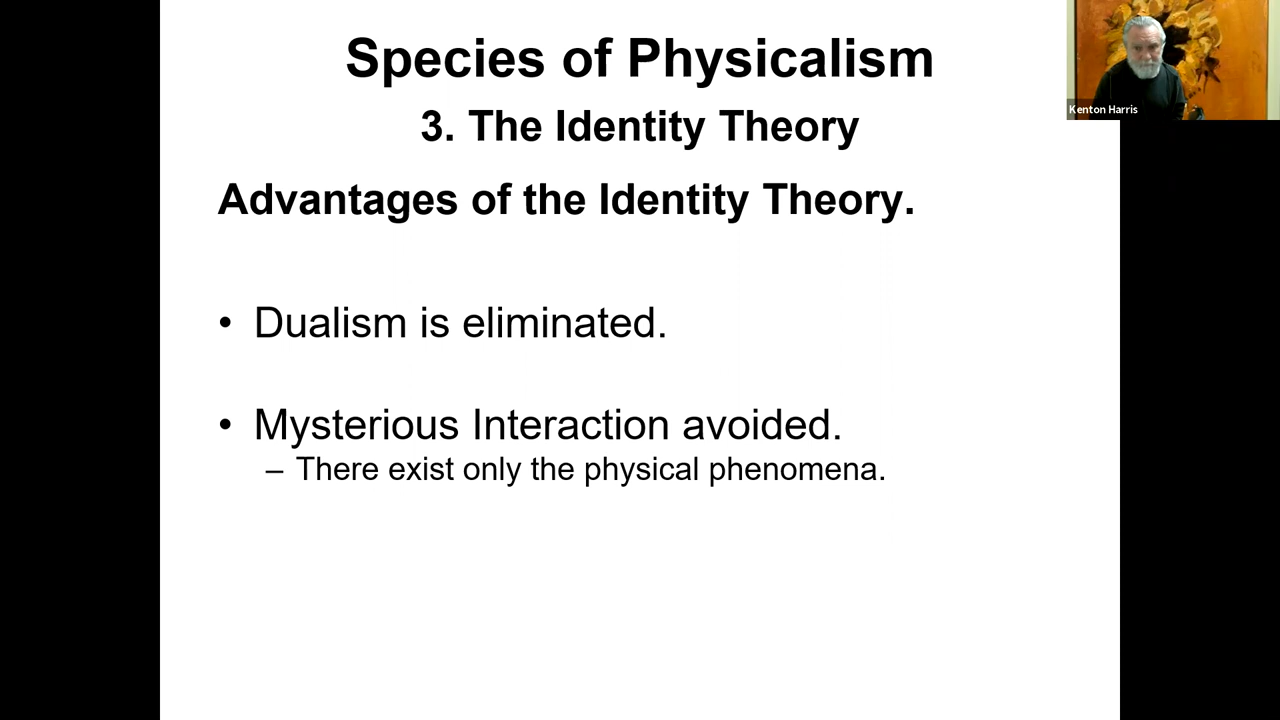 Species of Physicalism
3. The Identity Theory
Advantages of the Identity Theory.
• Dualism is eliminated.
• Mysterious Interaction avoided.
– There exist only the physical phenomena.
Kenton Harris